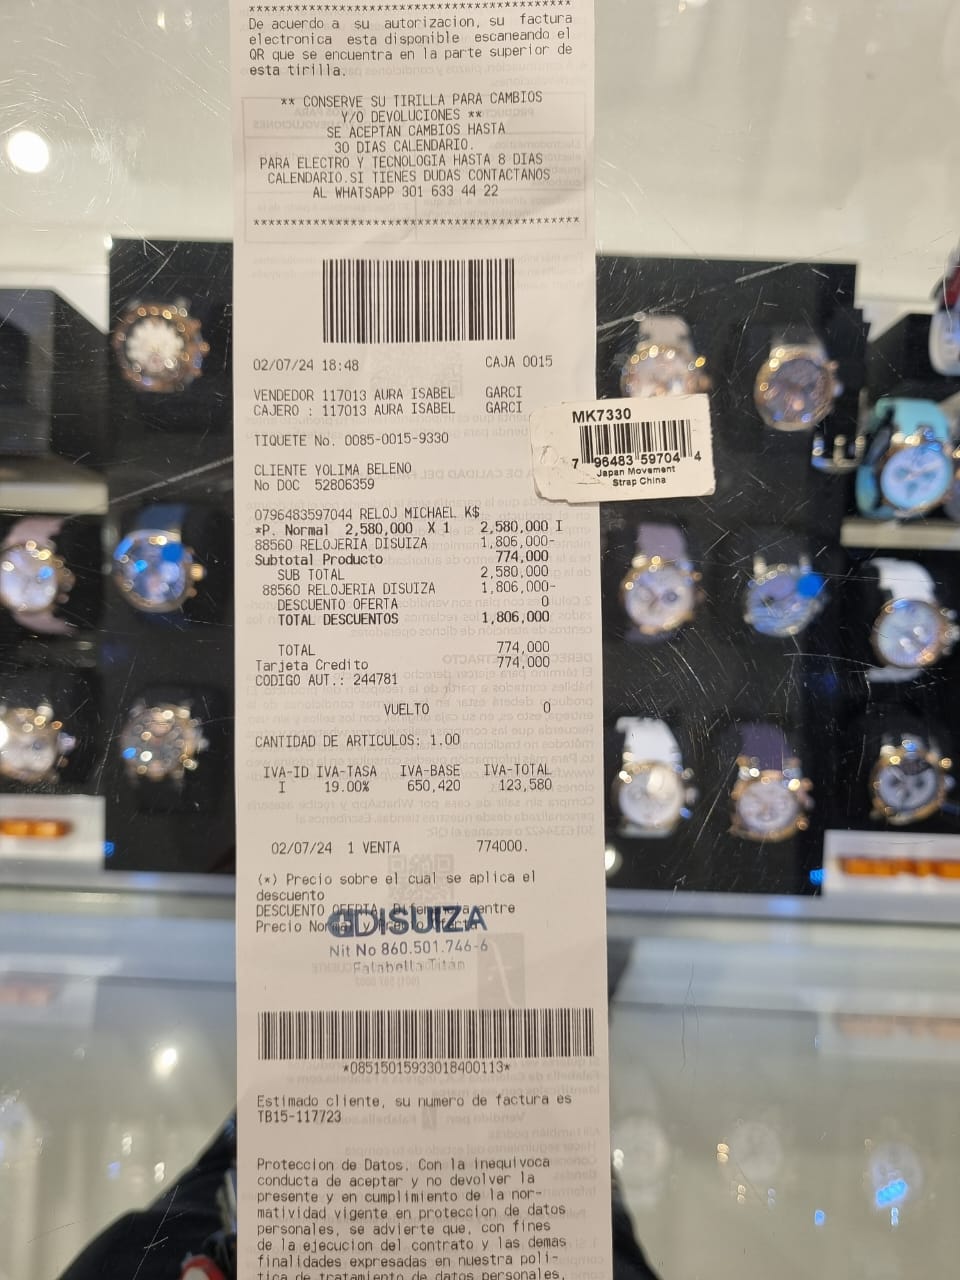 De acuerdo a su autorizacion, su factura
electronica esta disponible escaneando el
QR que se encuentra en la parte superior de
esta tirilla.
** CONSERVE SU TIRILLA PARA CAMBIOS
Y/O DEVOLUCIONES **
SE ACEPTAN CAMBIOS HASTA
30 DIAS CALENDARIO.
PARA ELECTRO Y TECNOLOGIA HASTA 8 DIAS
CALENDARIO.SI TIENES DUDAS CONTACTANOS
AL WHATSAPP 301 633 44 22
02/07/24 18:48 CAJA 0015
VENDEDOR 117013 AURA ISABEL GARCI
CAJERO : 117013 AURA ISABEL GARCI
TIQUETE No. 0085-0015-9330
CLIENTE YOLIMA BELENO
No DOC 52806359
0796483597044 RELOJ MICHAEL K$
*P. Normal 2,580,000 X 1 2,580,000 I
88560 RELOJERIA DISUIZA 1,806,000-
Subtotal Producto 774,000
SUB TOTAL 2,580,000
88560 RELOJERIA DISUIZA 1,806,000-
DESCUENTO OFERTA 0
TOTAL DESCUENTOS 1,806,000
TOTAL 774,000
Tarjeta Credito 774,000
CODIGO AUT.: 244781
VUELTO 0
CANTIDAD DE ARTICULOS: 1.00
IVA-ID IVA-TASA IVA-BASE IVA-TOTAL
I 19.00% 650,420 123,580
02/07/24 1 VENTA 774000.
(*) Precio sobre el cual se aplica el
descuento
DESCUENTO OFERTA: Diferencia entre
Precio Normal y Precio Oferta
DISUIZA
Nit No 860.501.746-6
Falabella Titán
*08515015933018400113*
Estimado cliente, su numero de factura es
TB15-117723
Proteccion de Datos. Con la inequivoca
conducta de aceptar y no devolver la
presente y en cumplimiento de la nor-
matividad vigente en proteccion de datos
personales, se advierte que, con fines
de la ejecucion del contrato y las demas
finalidades expresadas en nuestra poli-
tica de tratamiento de datos personales,
MK7330
7 96483 59704 4
Japan Movement
Strap China